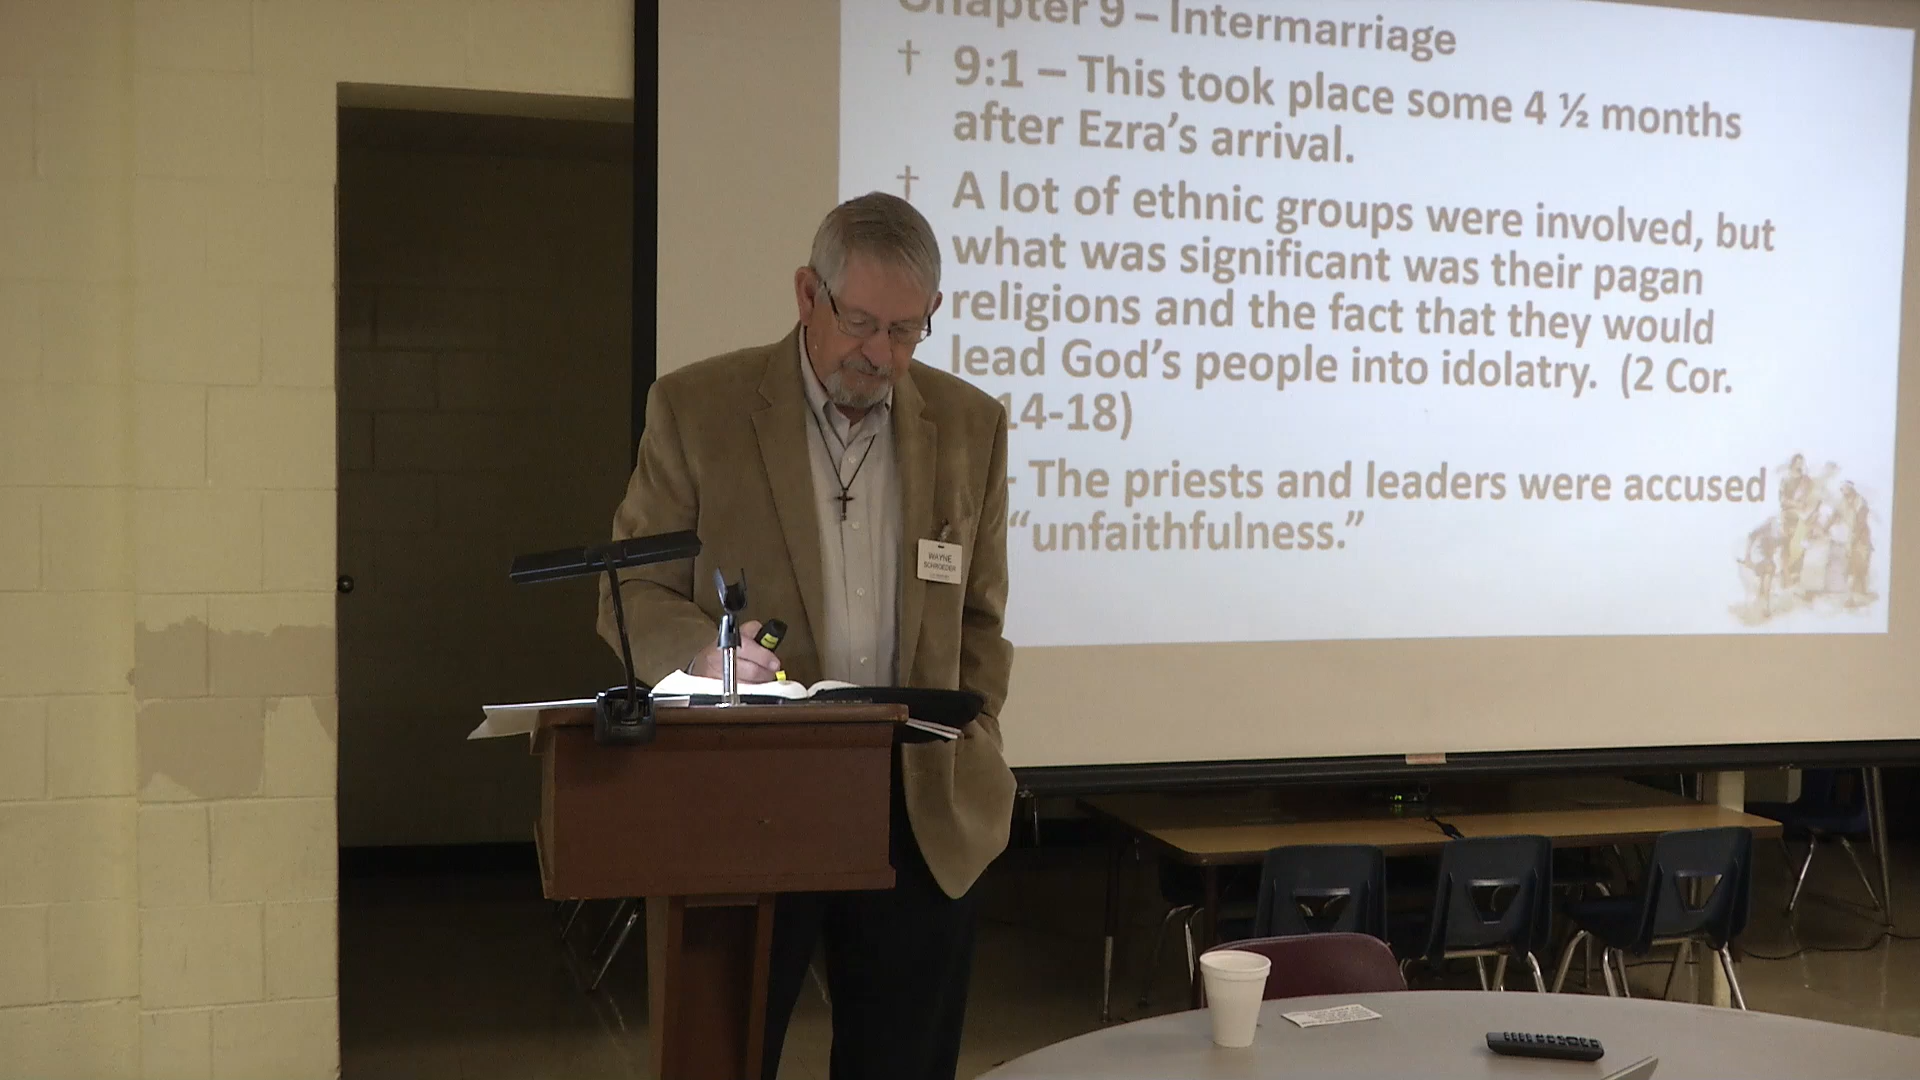 Chapter 9 – Intermarriage
† 9:1 – This took place some 4 ½ months
after Ezra’s arrival.
† A lot of ethnic groups were involved, but
what was significant was their pagan
religions and the fact that they would
lead God’s people into idolatry. (2 Cor.
14-18)
- The priests and leaders were accused
“unfaithfulness.”
WAYNE
SCHROEDER